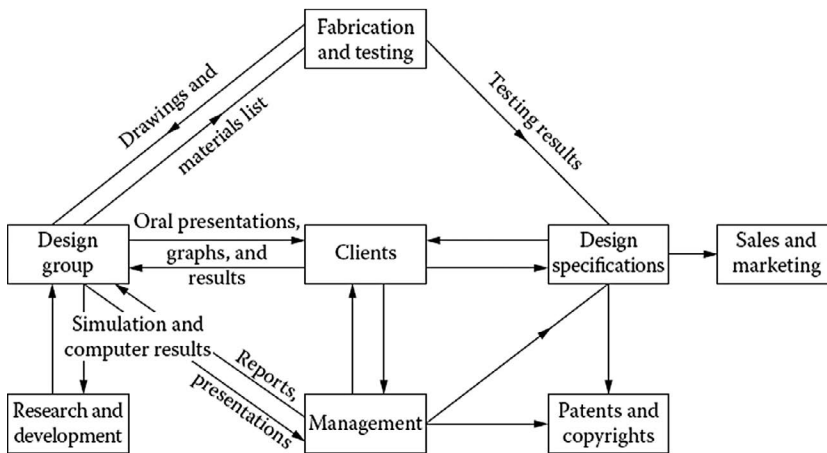 Fabrication
and testing
Drawings and
materials list
Testing results
Design
group
Oral presentations,
graphs, and
results
Clients
Design
specifications
Sales and
marketing
Simulation and
computer results
Reports,
presentations
Research and
development
Management
Patents and
copyrights